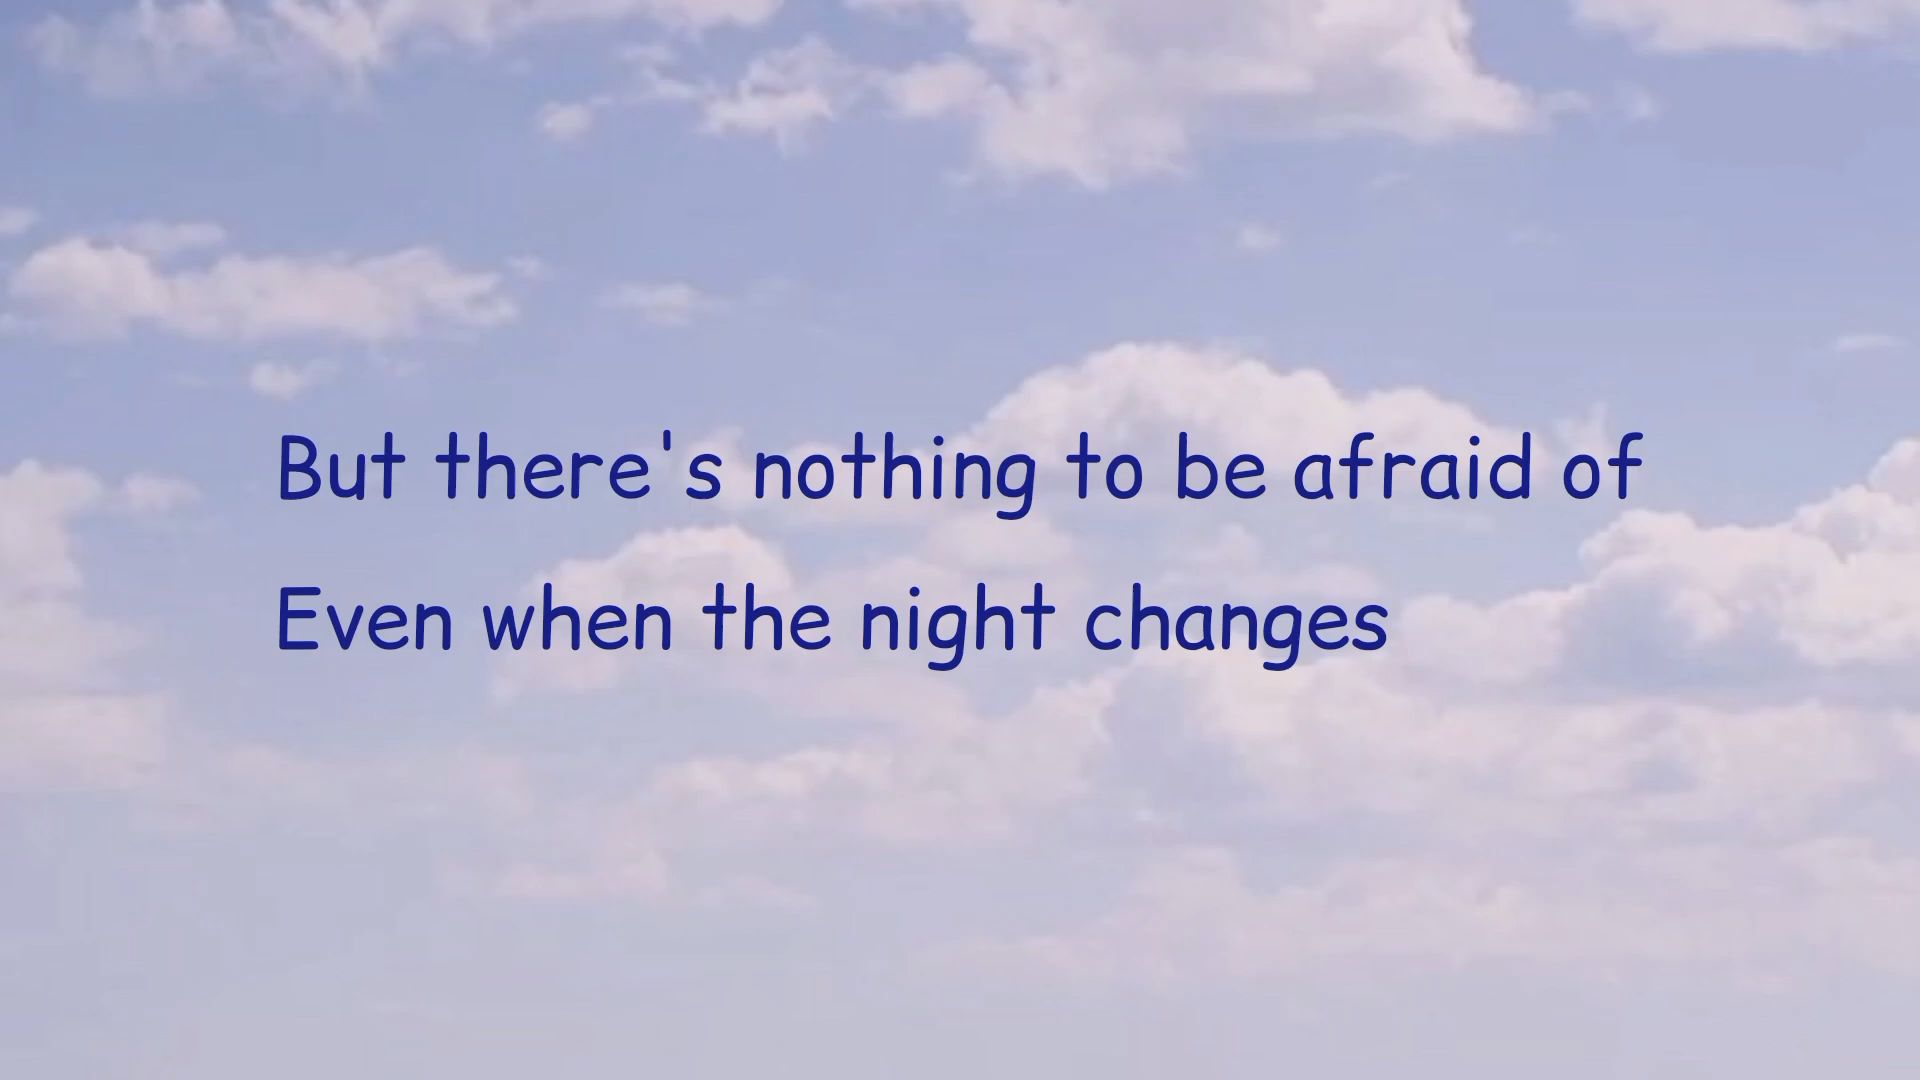 But there's nothing to be afraid of
Even when the night changes